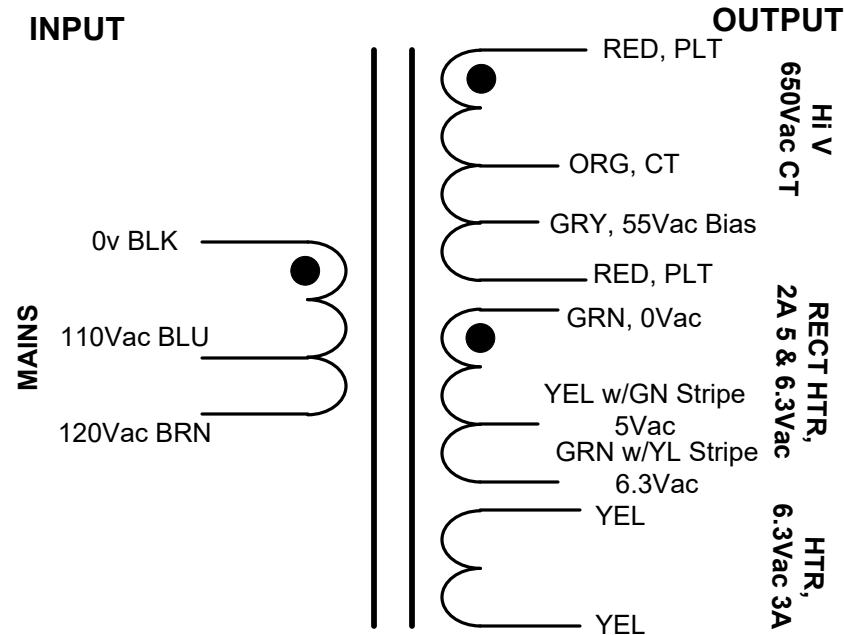 INPUT
OUTPUT
MAINS
0v BLK
110Vac BLU
120Vac BRN
RED, PLT
ORG, CT
GRY, 55Vac Bias
RED, PLT
Hi V
650Vac CT
GRN, 0Vac
YEL w/GN Stripe
5Vac
GRN w/YL Stripe
6.3Vac
RECT HTR,
2A 5 & 6.3Vac
YEL
YEL
HTR,
6.3Vac 3A